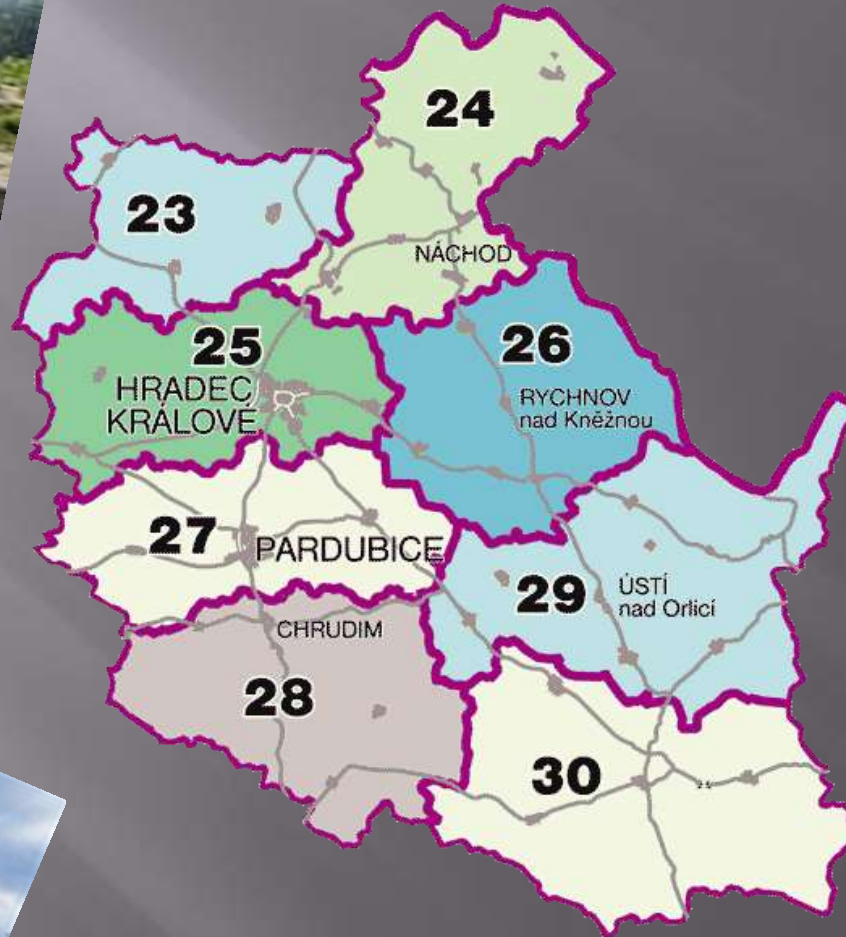 24
23
NÁCHOD
25
26
HRADEC
KRÁLOVÉ
RYCHNOV
nad Kněžnou
27
PARDUBICE
29
ÚSTÍ
nad Orlicí
CHRUDIM
28
30